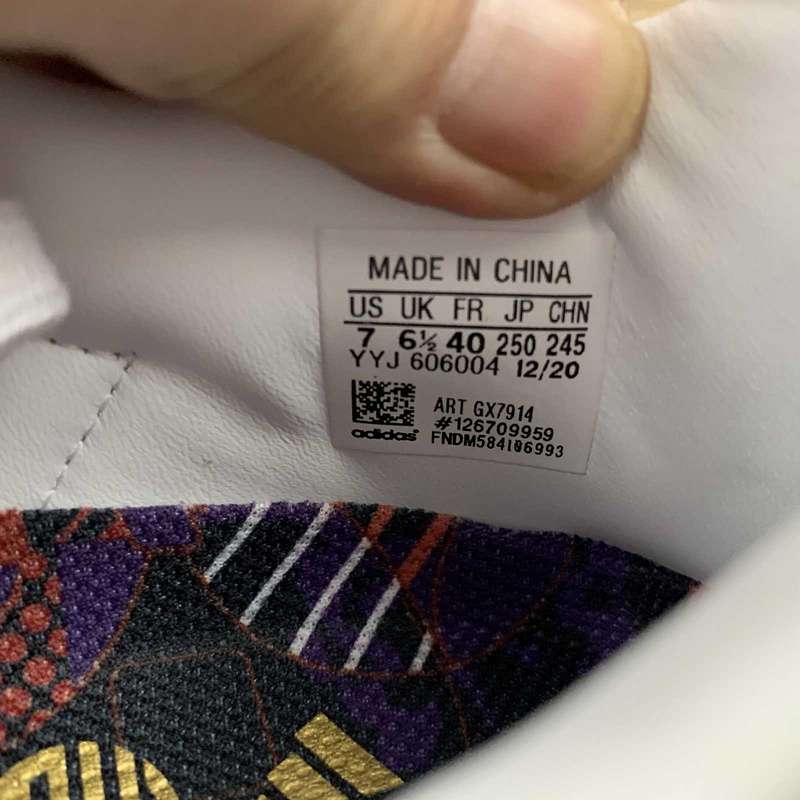 MADE IN CHINA
US UK FR JP CHN
7 6½ 40 250 245
YYJ 606004 12/20
ART GX7914
#126709959
adidas FNDM584186993